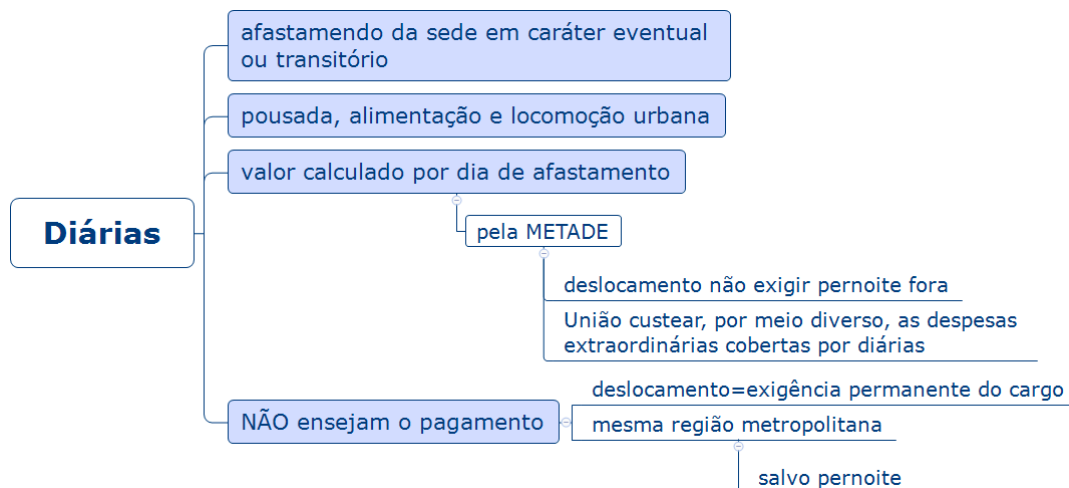 Diárias
afastamendo da sede em caráter eventual
ou transitório
pousada, alimentação e locomoção urbana
valor calculado por dia de afastamento
pela METADE
deslocamento não exigir pernoite fora
União custear, por meio diverso, as despesas
extraordinárias cobertas por diárias
NÃO ensejam o pagamento
deslocamento=exigência permanente do cargo
mesma região metropolitana
salvo pernoite